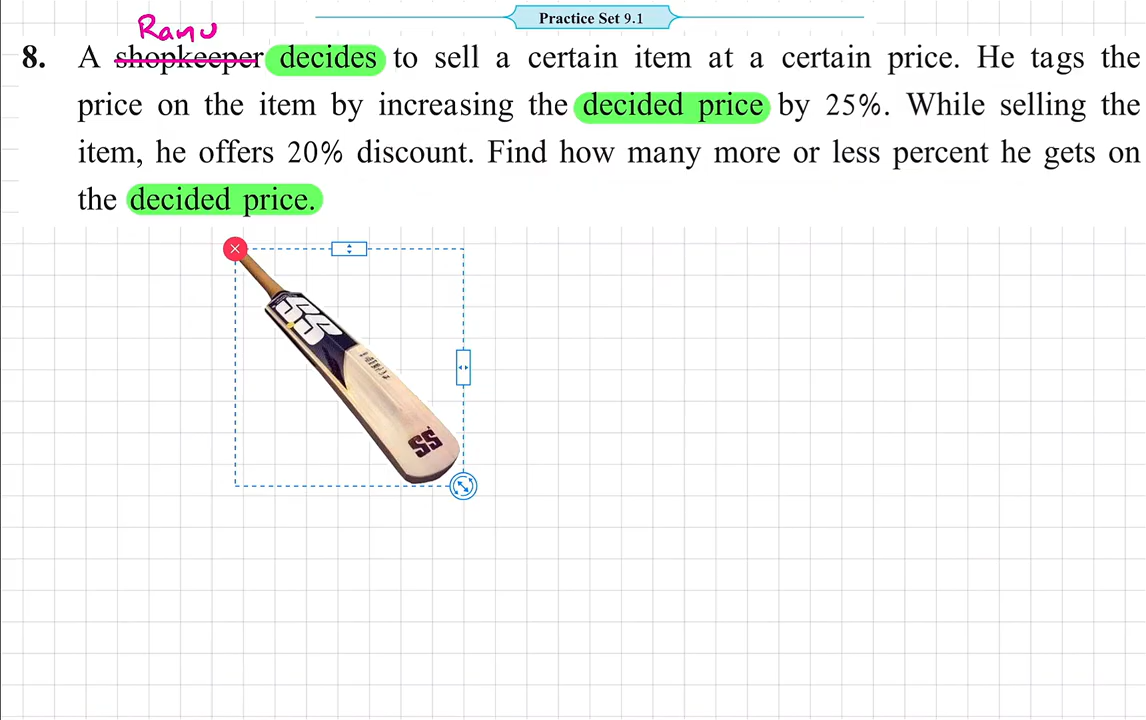 Practice Set 9.1
Ramu
8. A shopkeeper decides to sell a certain item at a certain price. He tags the
price on the item by increasing the decided price by 25%. While selling the
item, he offers 20% discount. Find how many more or less percent he gets on
the decided price.
SS
SS